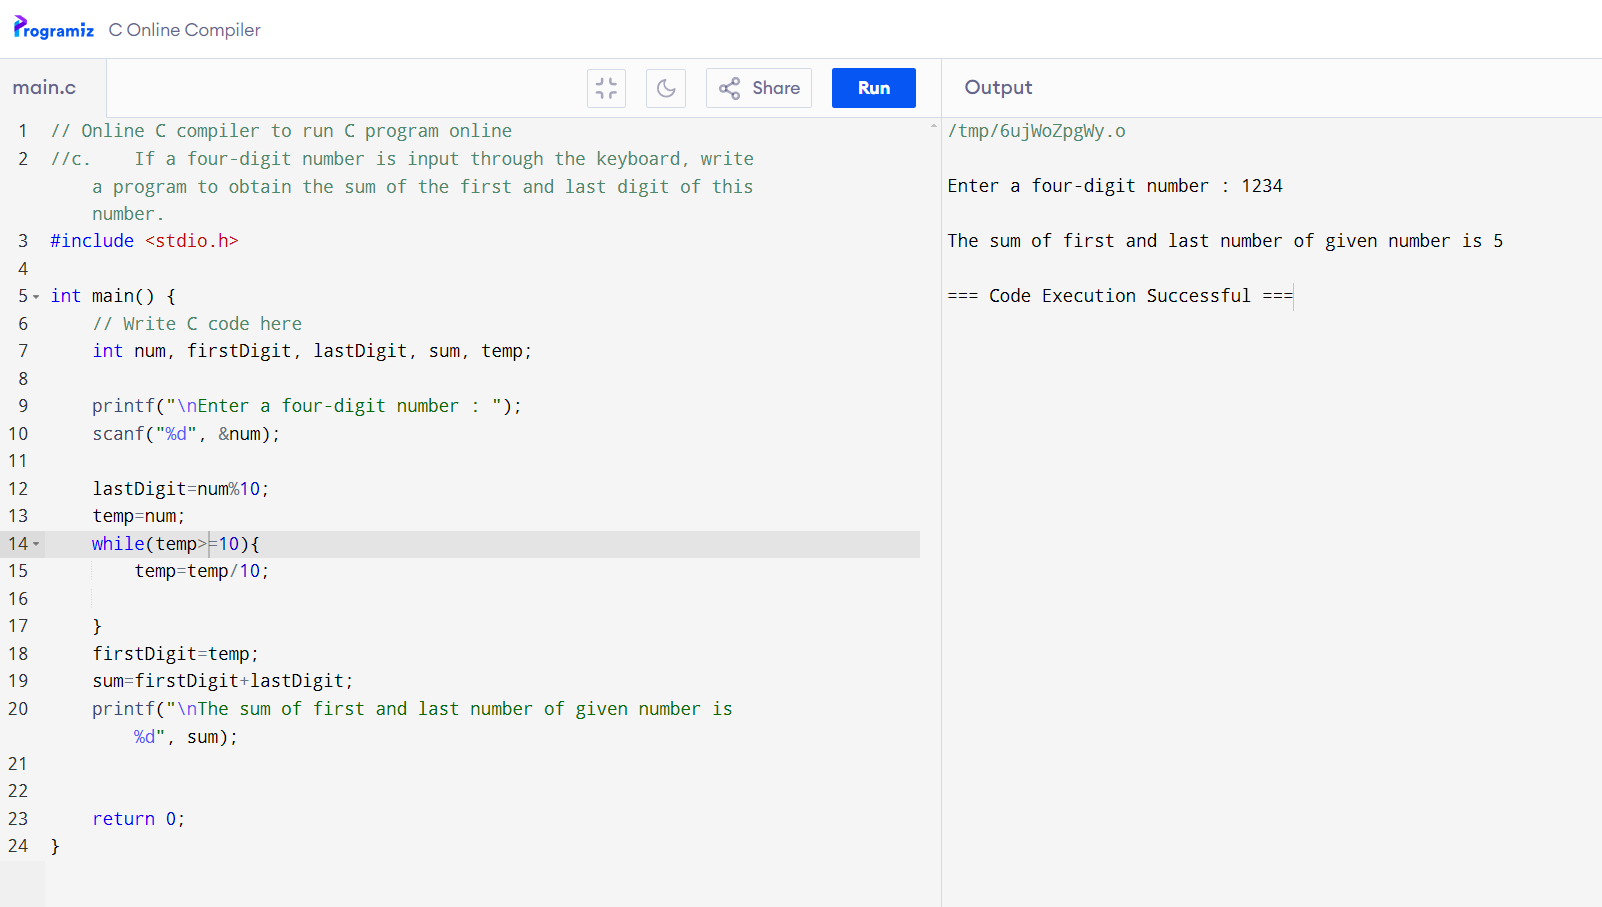 Programiz C Online Compiler
main.c Share Run Output
1 // Online C compiler to run C program online
2 //c.    If a four-digit number is input through the keyboard, write
a program to obtain the sum of the first and last digit of this
number.
3 #include <stdio.h>
4
5 int main() {
6     // Write C code here
7     int num, firstDigit, lastDigit, sum, temp;
8
9     printf("\nEnter a four-digit number : ");
10     scanf("%d", &num);
11
12     lastDigit=num%10;
13     temp=num;
14     while(temp>=10){
15         temp=temp/10;
16
17     }
18     firstDigit=temp;
19     sum=firstDigit+lastDigit;
20     printf("\nThe sum of first and last number of given number is
%d", sum);
21
22
23     return 0;
24 }
/tmp/6ujWoZpgWy.o
Enter a four-digit number : 1234
The sum of first and last number of given number is 5
=== Code Execution Successful ===